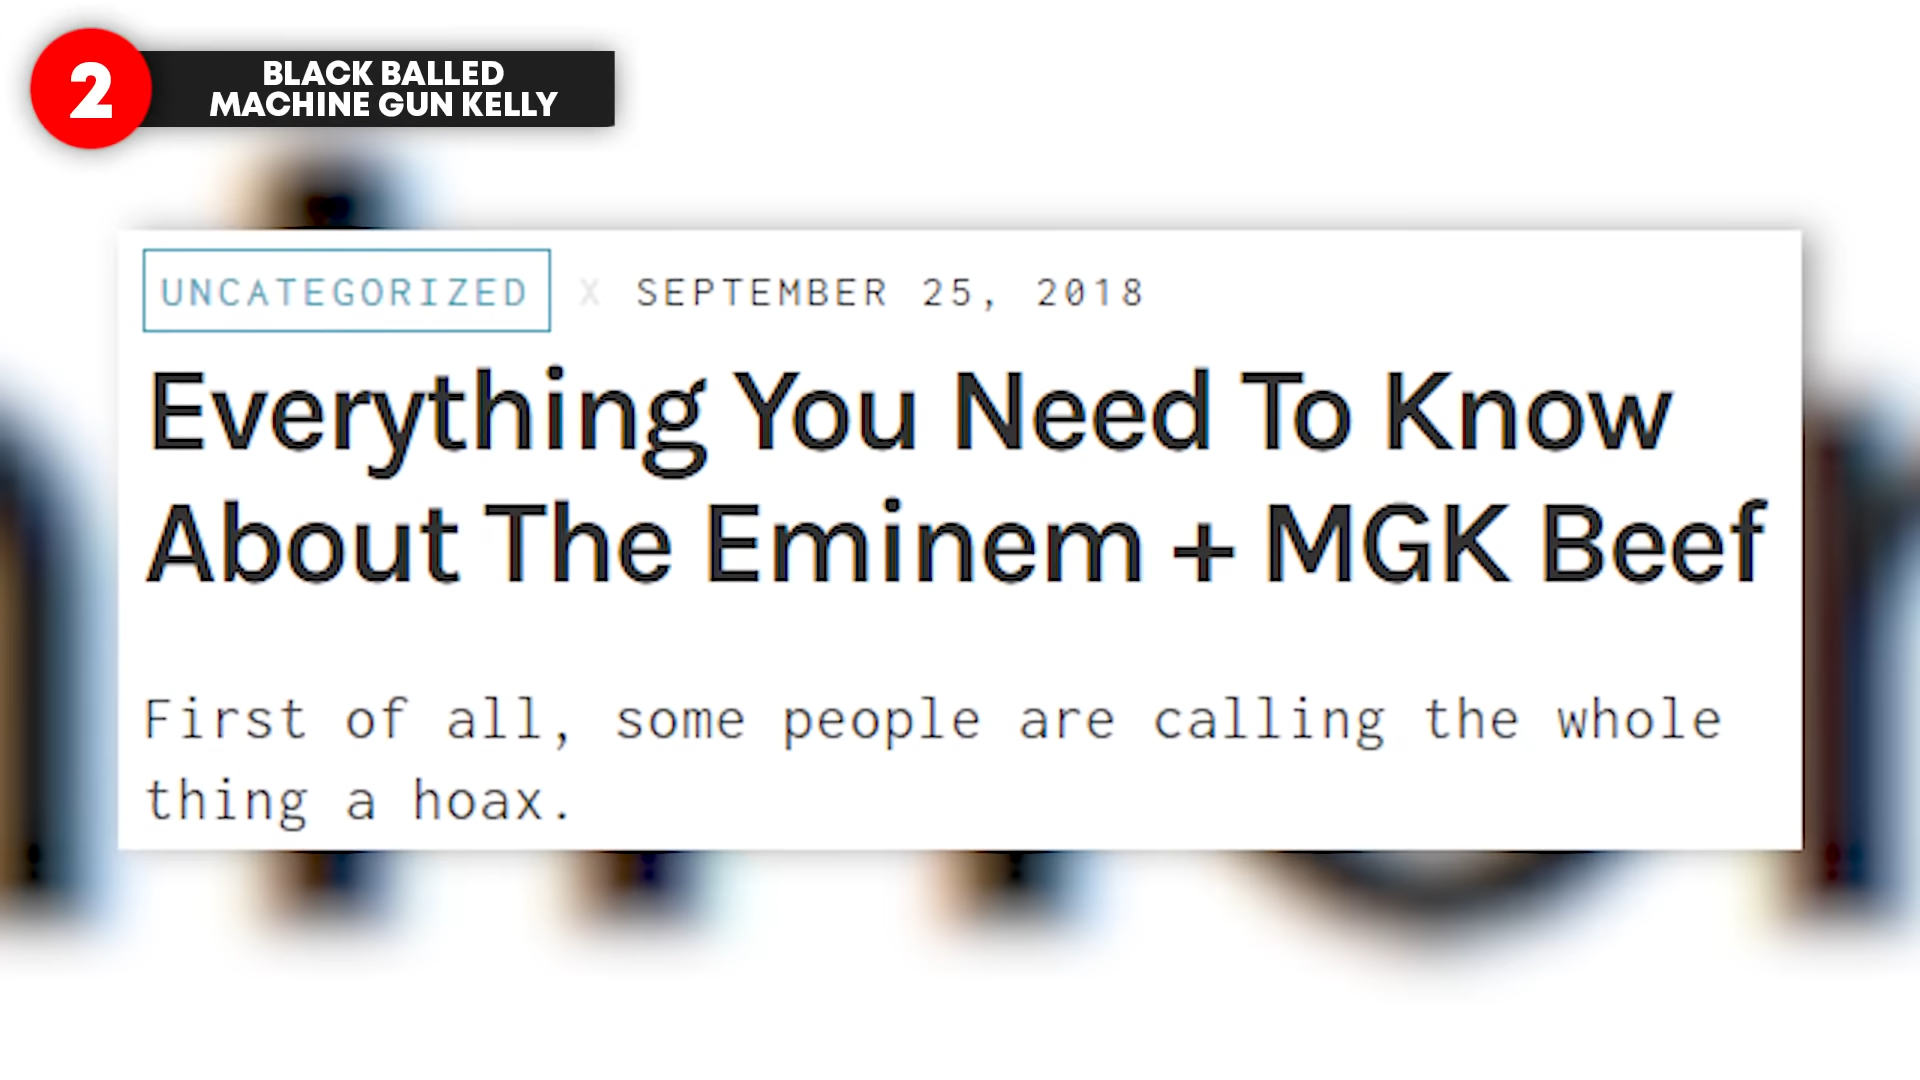 2
BLACK BALLED
MACHINE GUN KELLY
UNCATEGORIZED X SEPTEMBER 25, 2018
Everything You Need To Know
About The Eminem + MGK Beef
First of all, some people are calling the whole
thing a hoax.